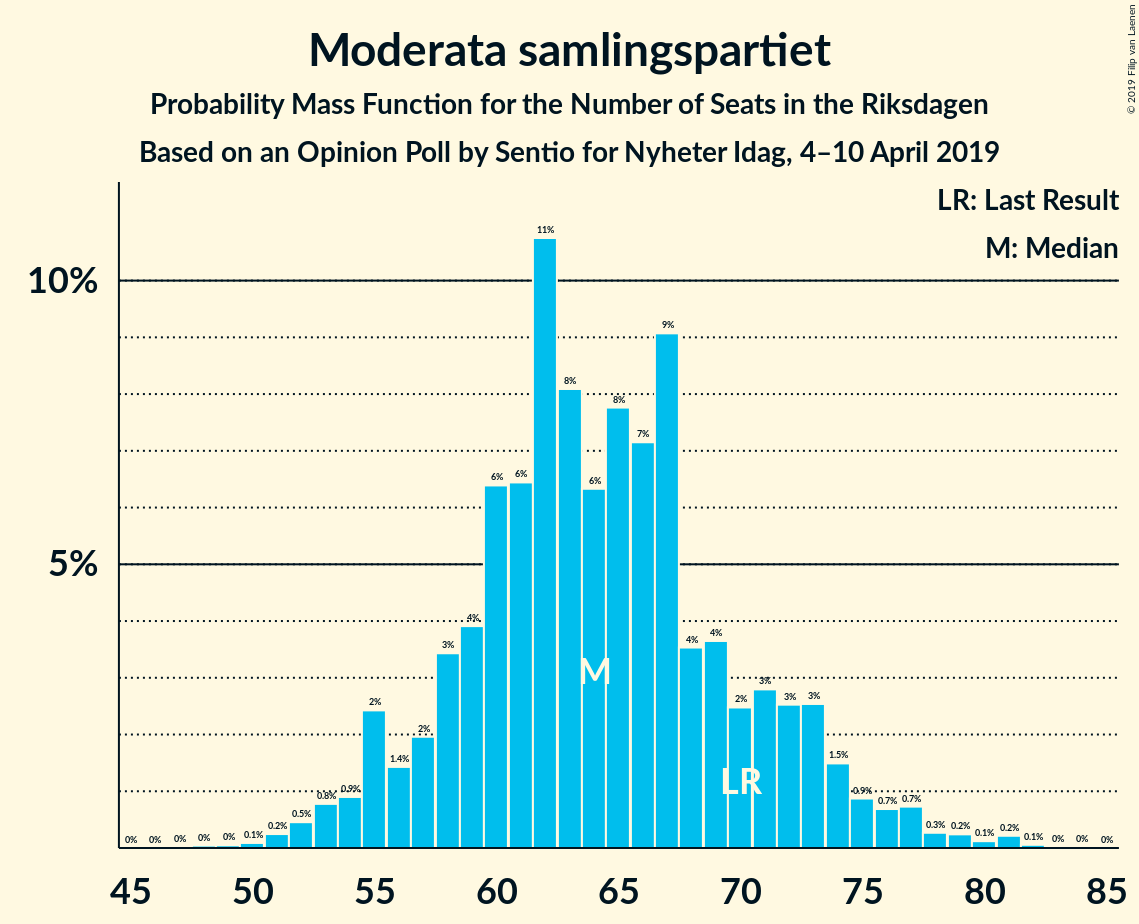 Moderata samlingspartiet
Probability Mass Function for the Number of Seats in the Riksdagen
Based on an Opinion Poll by Sentio for Nyheter Idag, 4–10 April 2019
© 2019 Filip van Laenen
LR: Last Result
M: Median
10%
5%
0% 0% 0% 0% 0% 0.1% 0.2% 0.5% 0.8% 0.9% 2% 1.4% 2% 3% 4% 6% 6% 11% 8% 6% 8% 7% 9% 4% 4% 2% 3% 3% 3% 1.5% 0.9% 0.7% 0.7% 0.3% 0.2% 0.1% 0.2% 0.1% 0% 0% 0%
M
LR
45 50 55 60 65 70 75 80 85